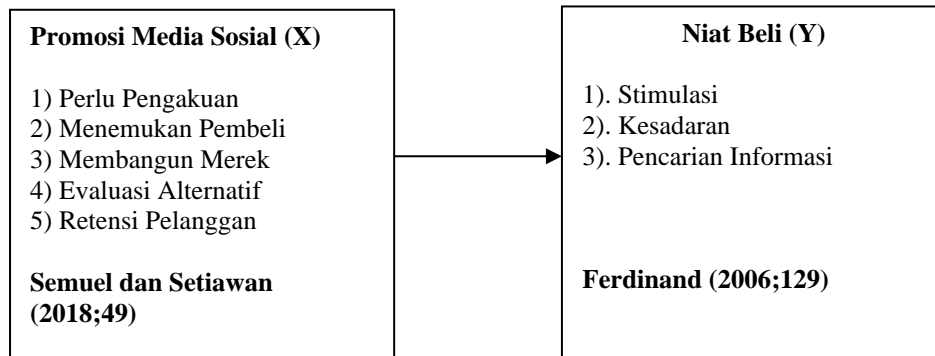 Promosi Media Sosial (X)
1) Perlu Pengakuan
2) Menemukan Pembeli
3) Membangun Merek
4) Evaluasi Alternatif
5) Retensi Pelanggan
Semuel dan Setiawan
(2018;49)
Niat Beli (Y)
1). Stimulasi
2). Kesadaran
3). Pencarian Informasi
Ferdinand (2006;129)